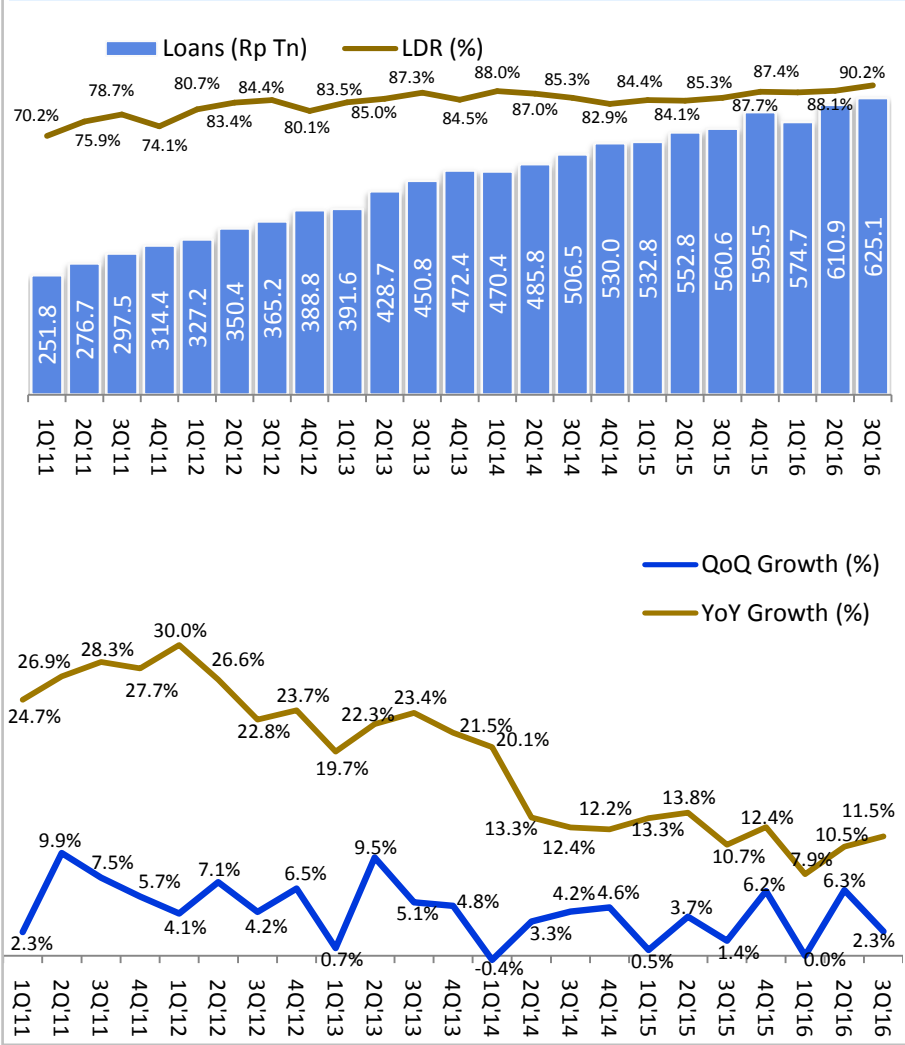 Loans (Rp Tn) LDR (%)
70.2% 75.9% 78.7% 74.1% 80.7% 83.4% 84.4% 80.1% 83.5% 85.0% 87.3% 84.5% 88.0% 87.0% 85.3% 82.9% 84.4% 84.1% 85.3% 87.7% 87.4% 88.1% 90.2%
251.8 276.7 297.5 314.4 327.2 350.4 365.2 388.8 391.6 428.7 450.8 472.4 470.4 485.8 506.5 530.0 532.8 552.8 560.6 595.5 574.7 610.9 625.1
1Q'11 2Q'11 3Q'11 4Q'11 1Q'12 2Q'12 3Q'12 4Q'12 1Q'13 2Q'13 3Q'13 4Q'13 1Q'14 2Q'14 3Q'14 4Q'14 1Q'15 2Q'15 3Q'15 4Q'15 1Q'16 2Q'16 3Q'16
QoQ Growth (%)
YoY Growth (%)
24.7% 26.9% 28.3% 27.7% 30.0% 26.6% 22.8% 23.7% 19.7% 22.3% 23.4% 21.5% 20.1% 13.3% 12.4% 12.2% 13.3% 13.8% 10.7% 12.4% 7.9% 10.5% 11.5%
2.3% 9.9% 7.5% 5.7% 4.1% 7.1% 4.2% 6.5% 0.7% 9.5% 5.1% 4.8% -0.4% 3.3% 4.2% 4.6% 0.5% 3.7% 1.4% 6.2% 0.0% 6.3% 2.3%
1Q'11 2Q'11 3Q'11 4Q'11 1Q'12 2Q'12 3Q'12 4Q'12 1Q'13 2Q'13 3Q'13 4Q'13 1Q'14 2Q'14 3Q'14 4Q'14 1Q'15 2Q'15 3Q'15 4Q'15 1Q'16 2Q'16 3Q'16